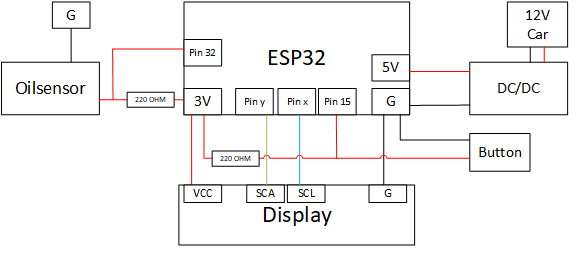 G
12V
Car
ESP32
Pin 32
5V
Oilsensor
DC/DC
220 OHM
3V
Pin y
Pin x
Pin 15
G
220 OHM
Button
VCC
SCA
SCL
G
Display